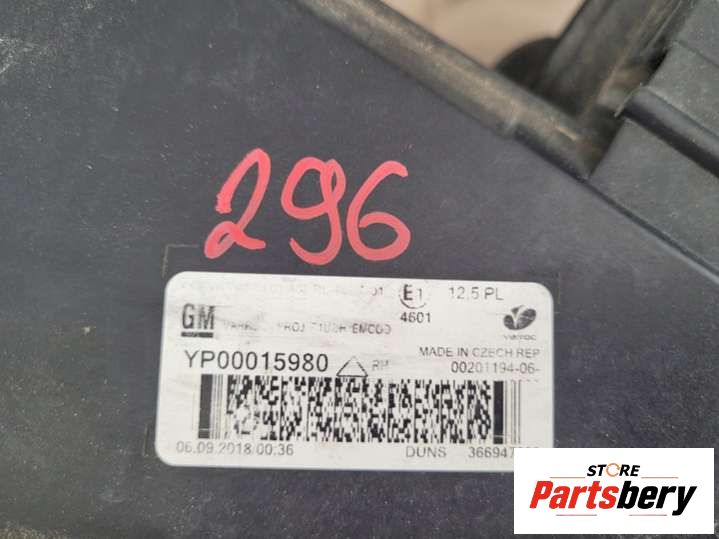 296
E1
12,5 PL
4601
GM
YP00015980
MADE IN CZECH REP
00201194-06-
06.09.2018/00:36
DUNS
STORE
Partsbery